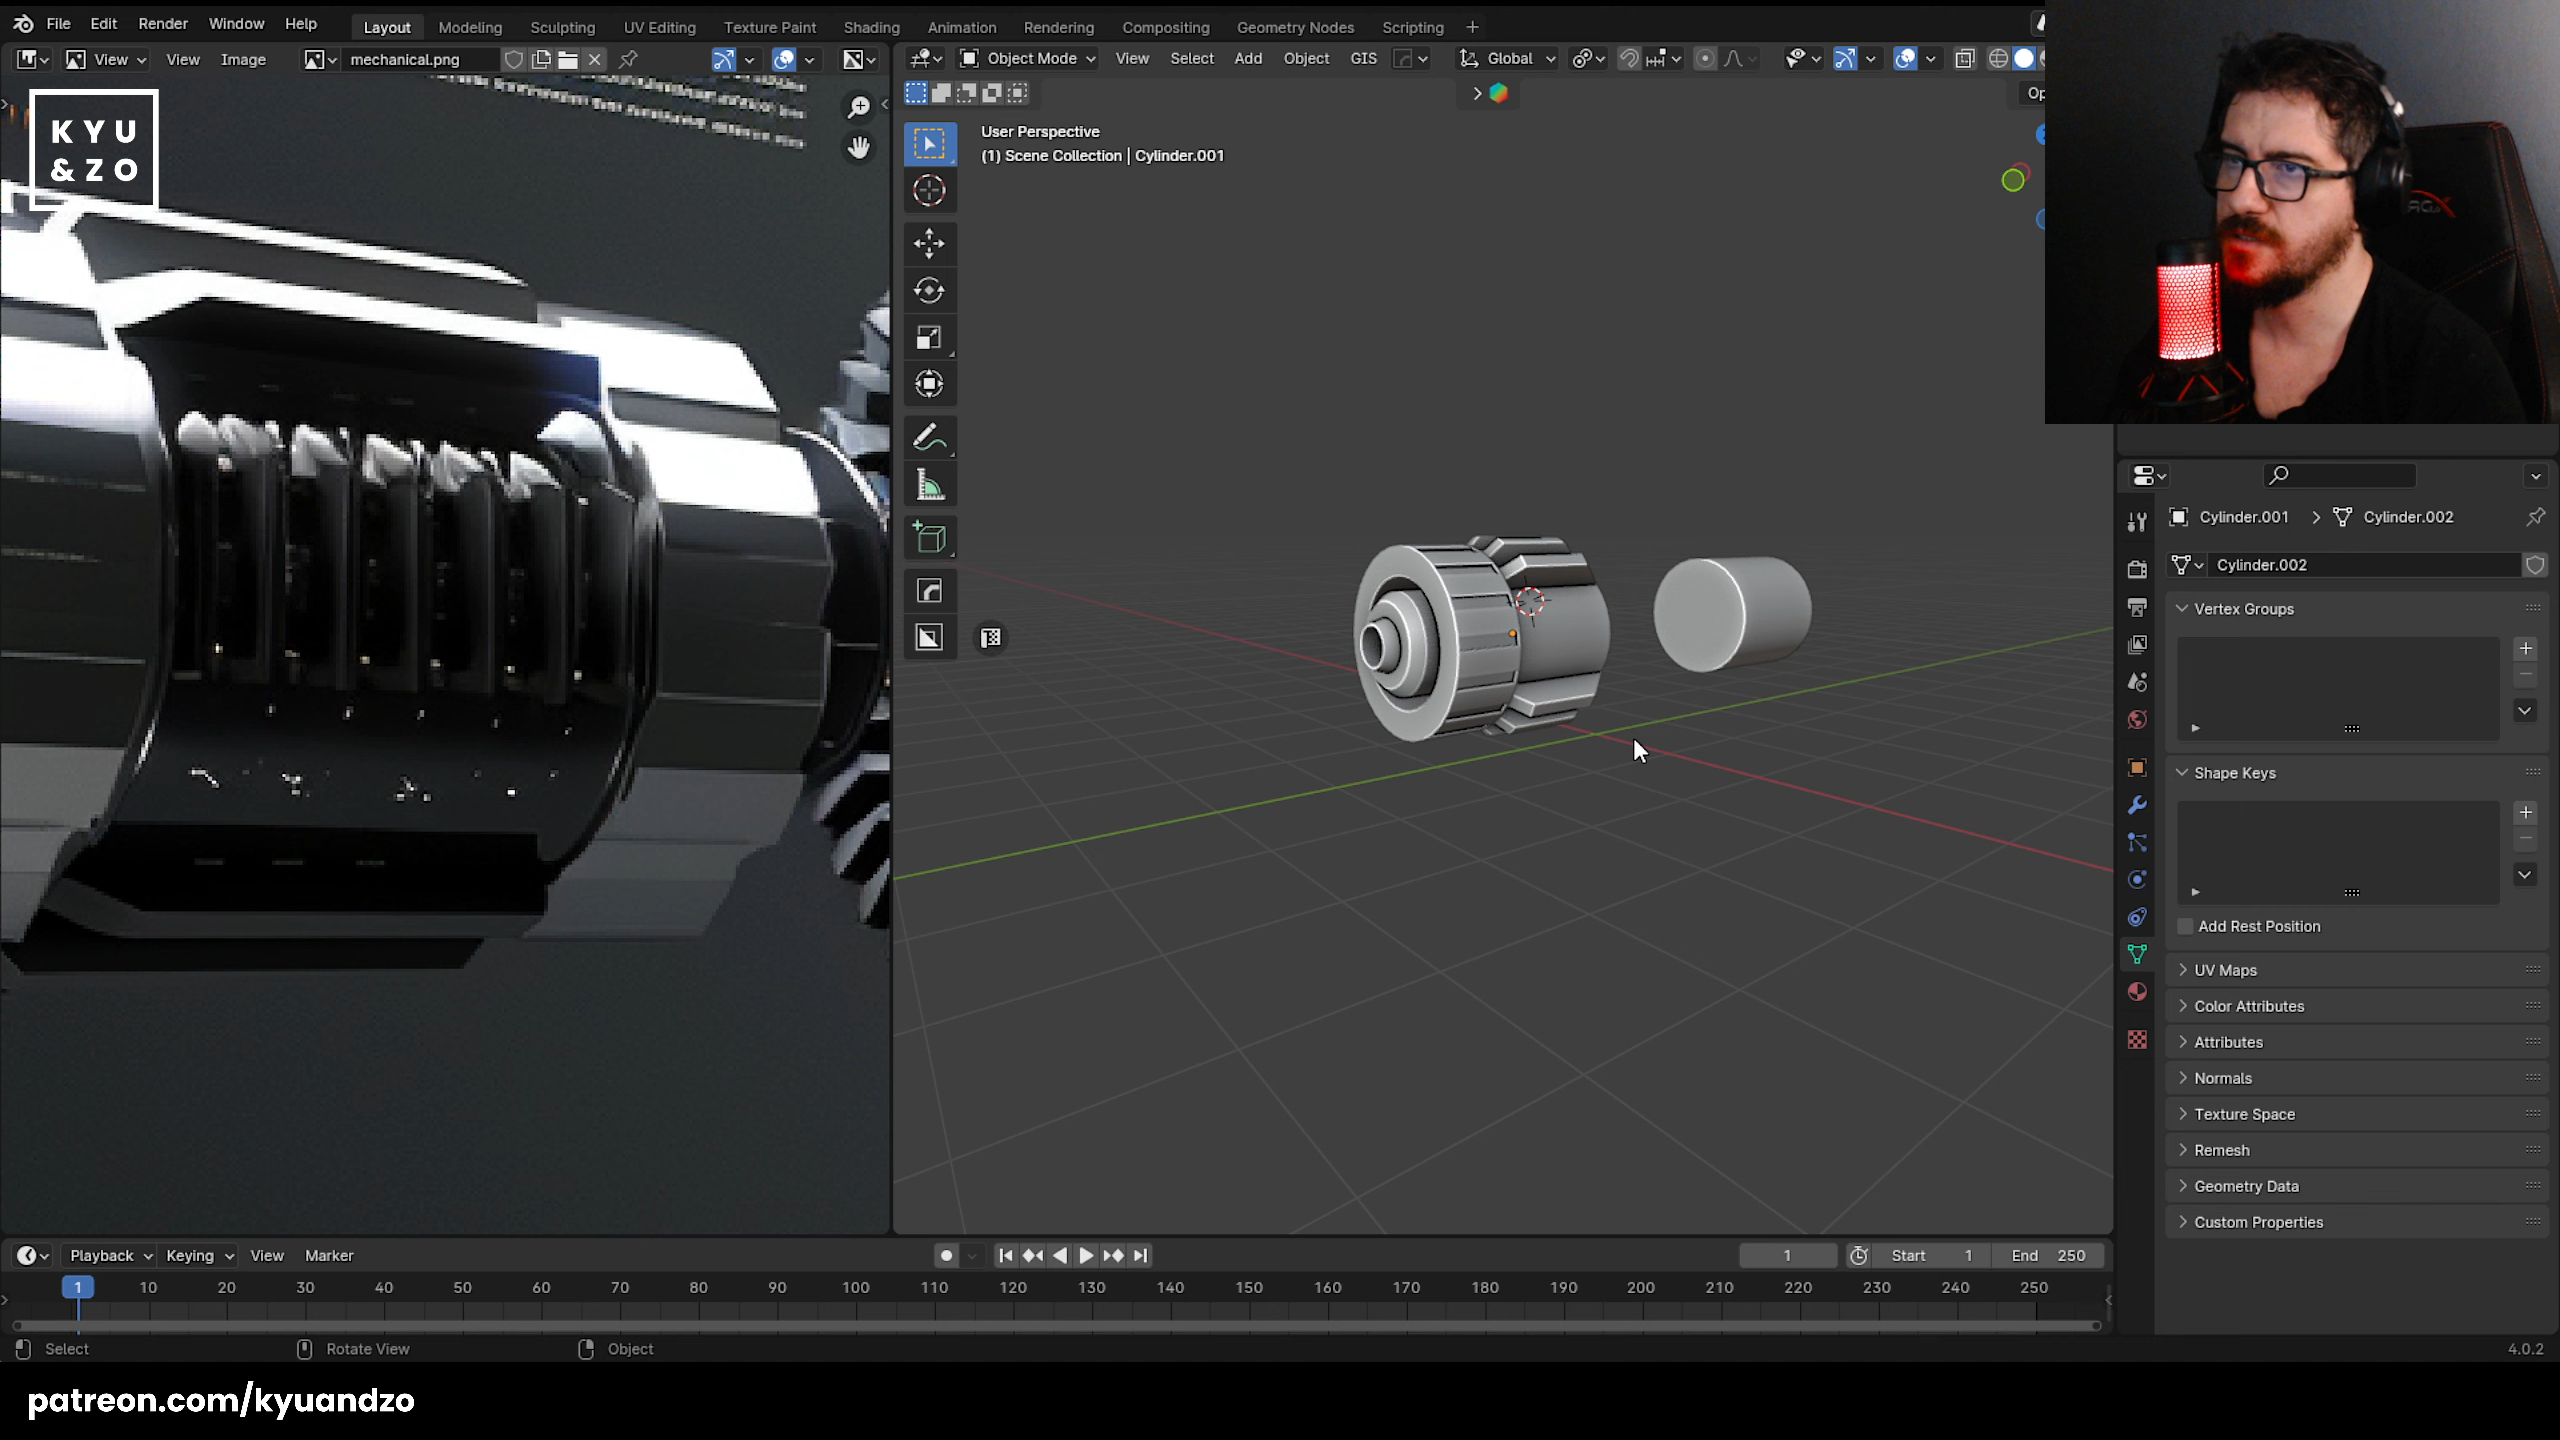 File Edit Render Window Help Layout Modeling Sculpting UV Editing Texture Paint Shading Animation Rendering Compositing Geometry Nodes Scripting +
View View Image mechanical.png
Object Mode View Select Add Object GIS Global
KYU
&ZO
User Perspective
(1) Scene Collection | Cylinder.001
Cylinder.001 > Cylinder.002
Cylinder.002
Vertex Groups
Shape Keys
Add Rest Position
UV Maps
Color Attributes
Attributes
Normals
Texture Space
Remesh
Geometry Data
Custom Properties
Playback Keying View Marker 1 Start 1 End 250
1 10 20 30 40 50 60 70 80 90 100 110 120 130 140 150 160 170 180 190 200 210 220 230 240 250
Select Rotate View Object 4.0.2
patreon.com/kyuandzo